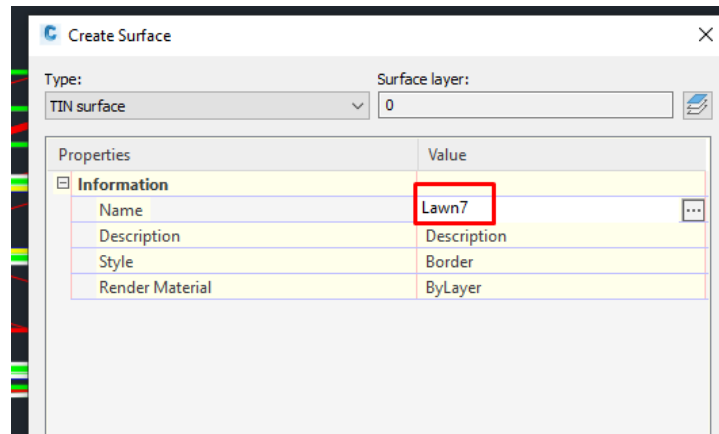 Create Surface
Type:
Surface layer:
TIN surface
0
Properties Value
Information
Name Lawn7
Description Description
Style Border
Render Material ByLayer